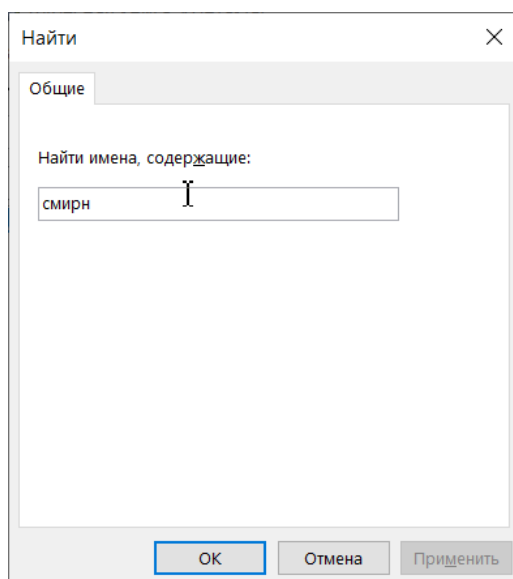 Найти
Общие
Найти имена, содержащие:
смирн
ОК
Отмена
Применить